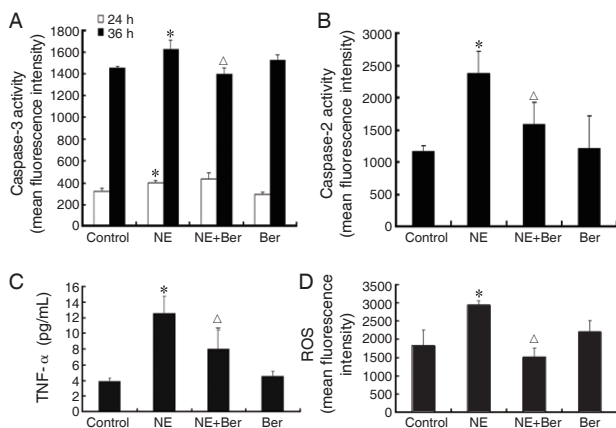 A
24 h
36 h
Caspase-3 activity
(mean fluorescence intensity)
1800
1600
1400
1200
1000
800
600
400
200
0
*
*
△
Control NE NE+Ber Ber
B
Caspase-2 activity
(mean fluorescence intensity)
3000
2500
2000
1500
1000
500
0
*
△
Control NE NE+Ber Ber
C
TNF-α (pg/mL)
16
14
12
10
8
6
4
2
0
*
△
Control NE NE+Ber Ber
D
ROS
(mean fluorescence
intensity)
3500
3000
2500
2000
1500
1000
500
0
*
△
Control NE NE+Ber Ber